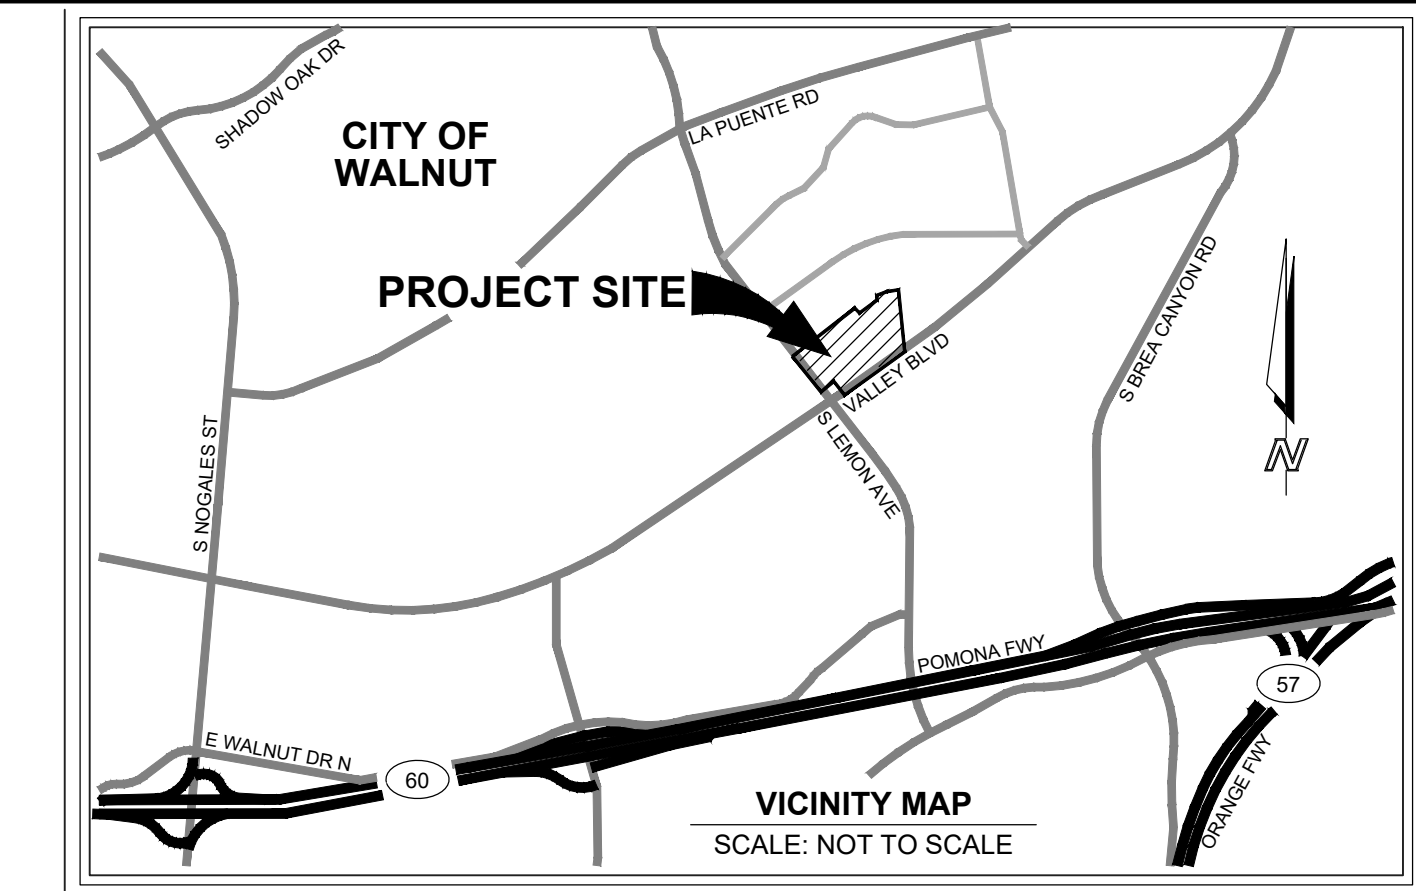 SHADOW OAK DR
CITY OF
WALNUT
LA PUENTE RD
PROJECT SITE
S BREA CANYON RD
VALLEY BLVD
S LEMON AVE
S NOGALES ST
N
POMONA FWY
57
E WALNUT DR N
60
ORANGE FWY
VICINITY MAP
SCALE: NOT TO SCALE